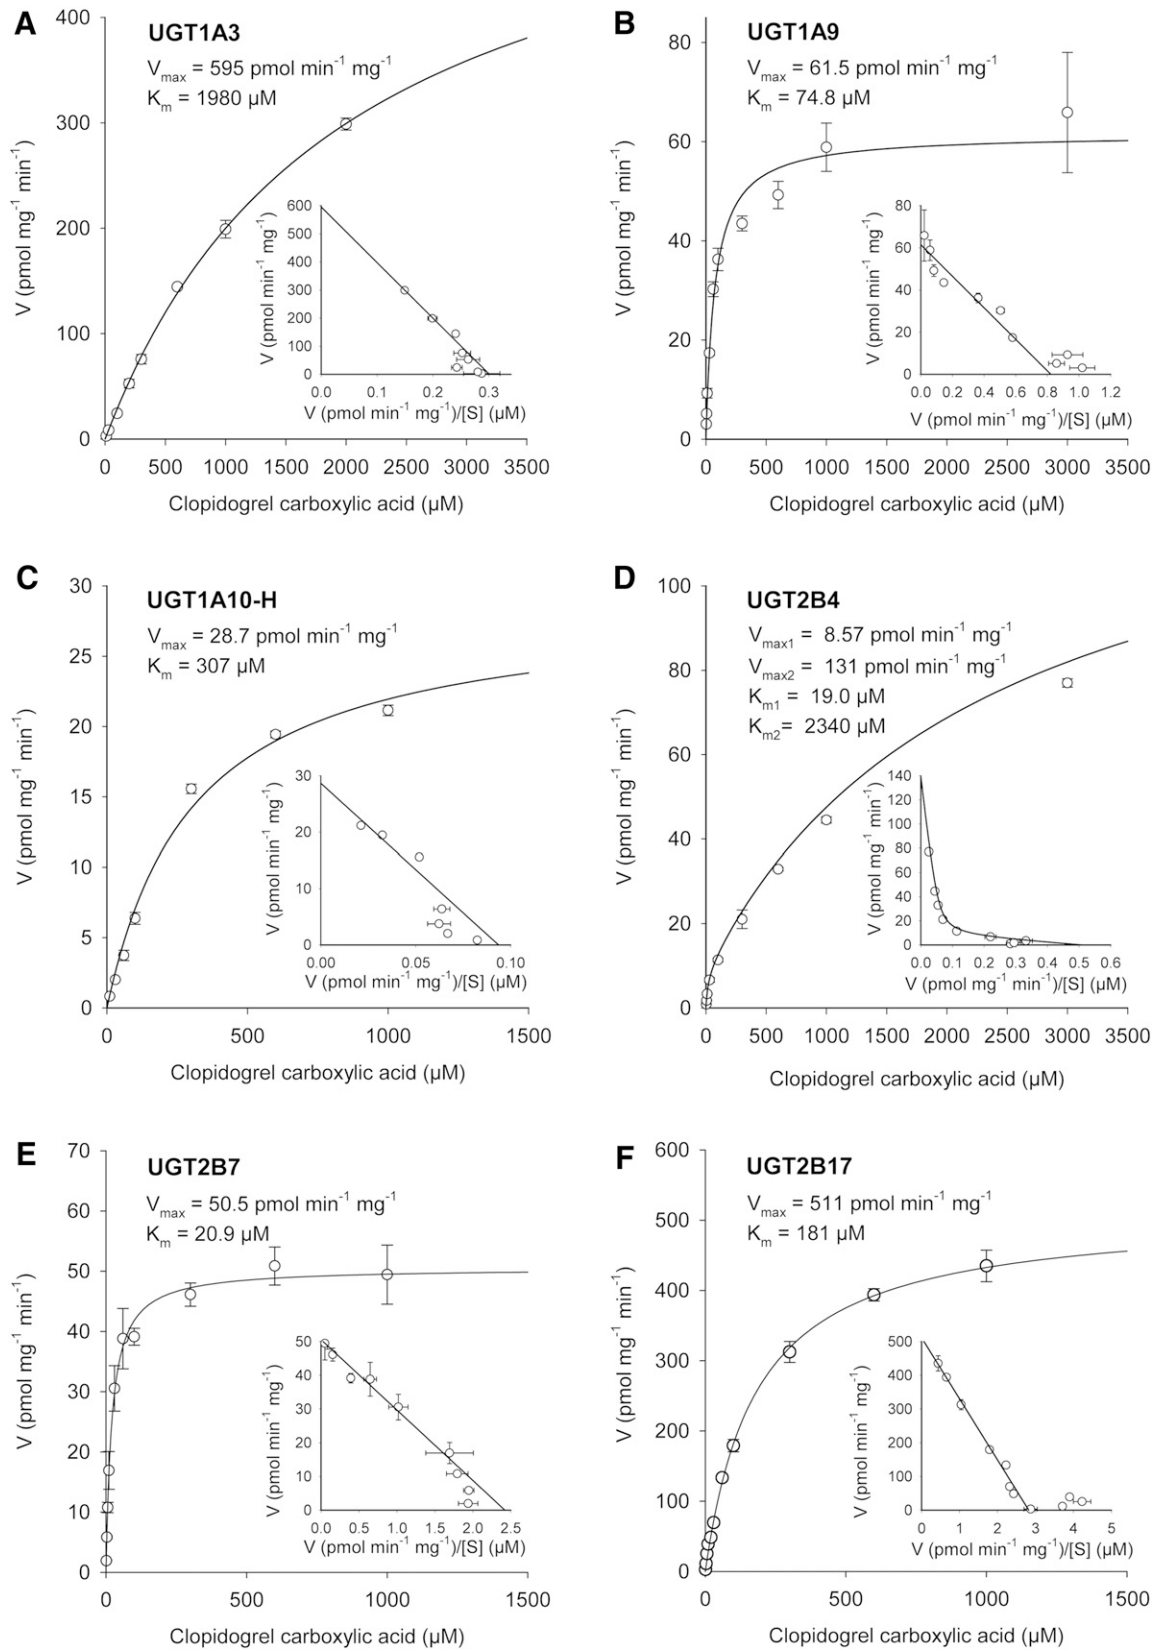 A
UGT1A3
Vmax = 595 pmol min⁻¹ mg⁻¹
Km = 1980 µM
V (pmol mg⁻¹ min⁻¹)
400
300
200
100
0
0 500 1000 1500 2000 2500 3000 3500
Clopidogrel carboxylic acid (µM)
V (pmol min⁻¹ mg⁻¹)
600
500
400
300
200
100
0
0.0 0.1 0.2 0.3
V (pmol min⁻¹ mg⁻¹)/[S] (µM)
B
UGT1A9
Vmax = 61.5 pmol min⁻¹ mg⁻¹
Km = 74.8 µM
V (pmol mg⁻¹ min⁻¹)
80
60
40
20
0
0 500 1000 1500 2000 2500 3000 3500
Clopidogrel carboxylic acid (µM)
V (pmol min⁻¹ mg⁻¹)
80
60
40
20
0
0.0 0.2 0.4 0.6 0.8 1.0 1.2
V (pmol min⁻¹ mg⁻¹)/[S] (µM)
C
UGT1A10-H
Vmax = 28.7 pmol min⁻¹ mg⁻¹
Km = 307 µM
V (pmol mg⁻¹ min⁻¹)
30
25
20
15
10
5
0
0 500 1000 1500
Clopidogrel carboxylic acid (µM)
V (pmol min⁻¹ mg⁻¹)
30
20
10
0
0.00 0.05 0.10
V (pmol min⁻¹ mg⁻¹)/[S] (µM)
D
UGT2B4
Vmax1 = 8.57 pmol min⁻¹ mg⁻¹
Vmax2 = 131 pmol min⁻¹ mg⁻¹
Km1 = 19.0 µM
Km2= 2340 µM
V (pmol mg⁻¹ min⁻¹)
100
80
60
40
20
0
0 500 1000 1500 2000 2500 3000 3500
Clopidogrel carboxylic acid (µM)
V (pmol mg⁻¹ min⁻¹)
140
120
100
80
60
40
20
0
0.0 0.1 0.2 0.3 0.4 0.5 0.6
V (pmol mg⁻¹ min⁻¹)/[S] (µM)
E
UGT2B7
Vmax = 50.5 pmol min⁻¹ mg⁻¹
Km = 20.9 µM
V (pmol mg⁻¹ min⁻¹)
70
60
50
40
30
20
10
0
0 500 1000 1500
Clopidogrel carboxylic acid (µM)
V (pmol min⁻¹ mg⁻¹)
50
40
30
20
10
0
0.0 0.5 1.0 1.5 2.0 2.5
V (pmol min⁻¹ mg⁻¹)/[S] (µM)
F
UGT2B17
Vmax = 511 pmol min⁻¹ mg⁻¹
Km = 181 µM
V (pmol mg⁻¹ min⁻¹)
600
500
400
300
200
100
0
0 500 1000 1500
Clopidogrel carboxylic acid (µM)
V (pmol min⁻¹ mg⁻¹)
500
400
300
200
100
0
0 1 2 3 4 5
V (pmol min⁻¹ mg⁻¹)/[S] (µM)